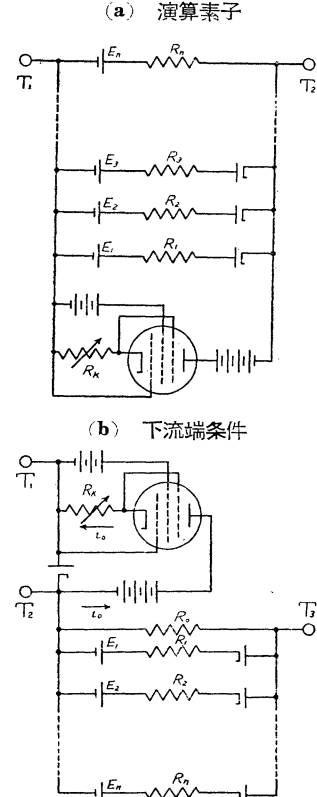 (a) 演算素子
En Rn
T1 T2
E3 R3
E2 R2
E1 R1
RK
(b) 下流端条件
T1
RK
i0
T2 i0 T3
R0
E1 R1
E2 R2
En Rn